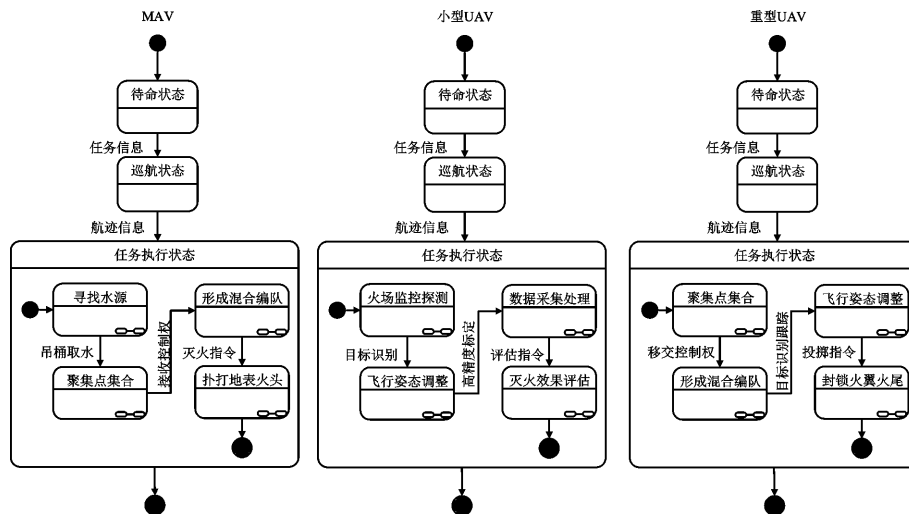 MAV
待命状态
任务信息
巡航状态
航迹信息
任务执行状态
寻找水源
吊桶取水
聚集点集合
接收控制权
形成混合编队
灭火指令
扑打地表火头
小型UAV
待命状态
任务信息
巡航状态
航迹信息
任务执行状态
火场监控探测
目标识别
飞行姿态调整
高精度标定
数据采集处理
评估指令
灭火效果评估
重型UAV
待命状态
任务信息
巡航状态
航迹信息
任务执行状态
聚集点集合
移交控制权
形成混合编队
目标识别跟踪
飞行姿态调整
投掷指令
封锁火翼火尾